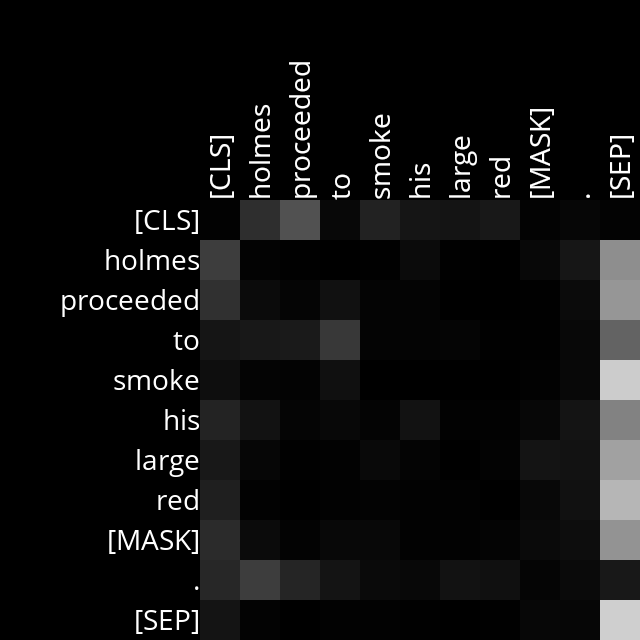 [CLS] holmes proceeded to smoke his large red [MASK] . [SEP]
[CLS]
holmes
proceeded
to
smoke
his
large
red
[MASK]
.
[SEP]